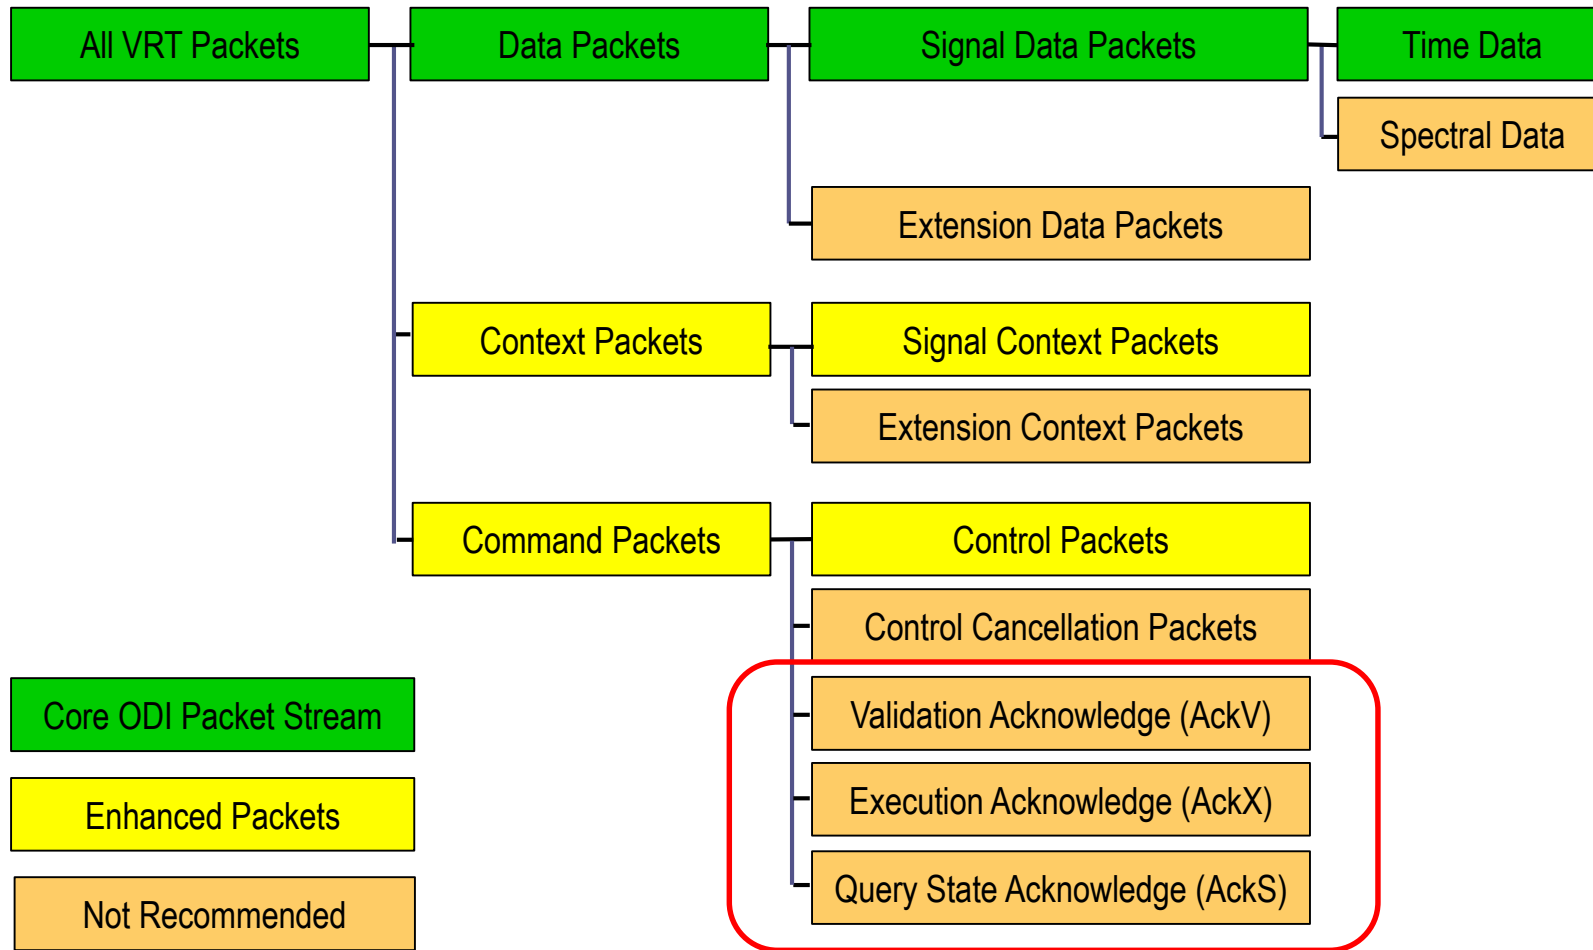 All VRT Packets
Data Packets
Signal Data Packets
Time Data
Spectral Data
Extension Data Packets
Context Packets
Signal Context Packets
Extension Context Packets
Command Packets
Control Packets
Control Cancellation Packets
Validation Acknowledge (AckV)
Execution Acknowledge (AckX)
Query State Acknowledge (AckS)
Core ODI Packet Stream
Enhanced Packets
Not Recommended